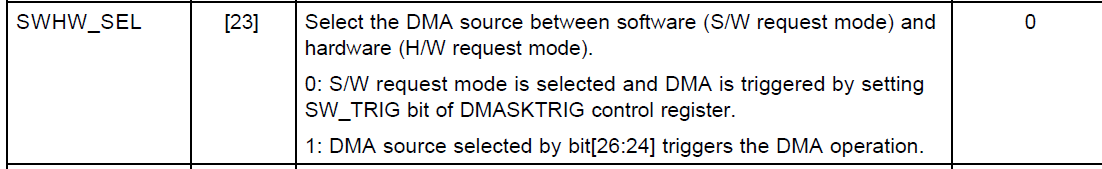 SWHW_SEL [23] Select the DMA source between software (S/W request mode) and 0
hardware (H/W request mode).
0: S/W request mode is selected and DMA is triggered by setting
SW_TRIG bit of DMASKTRIG control register.
1: DMA source selected by bit[26:24] triggers the DMA operation.